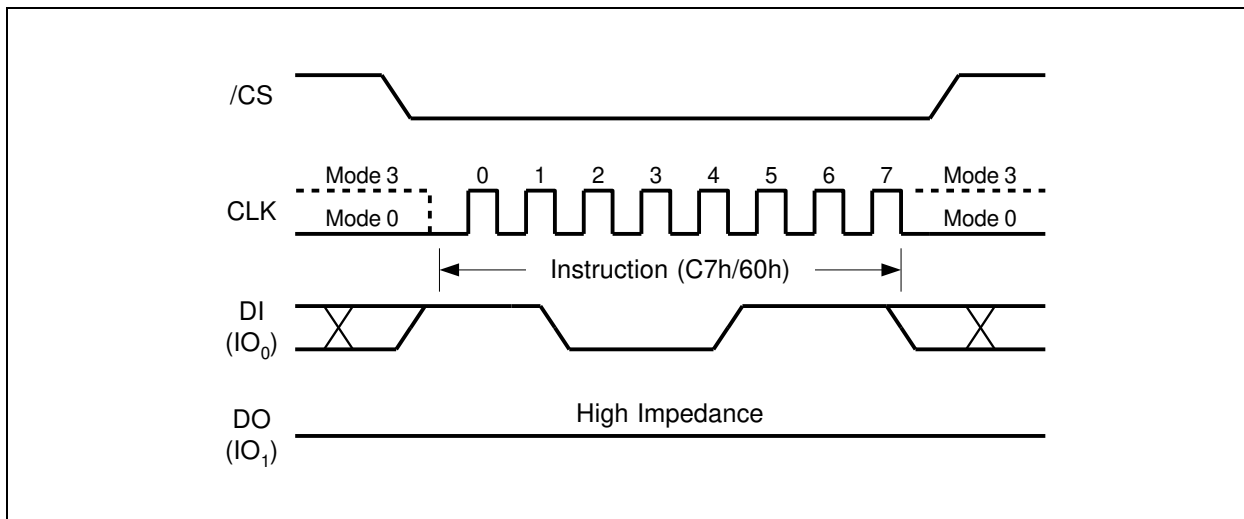 /CS
Mode 3 0 1 2 3 4 5 6 7 Mode 3
CLK
Mode 0 Mode 0
Instruction (C7h/60h)
DI
(IO₀)
High Impedance
DO
(IO₁)